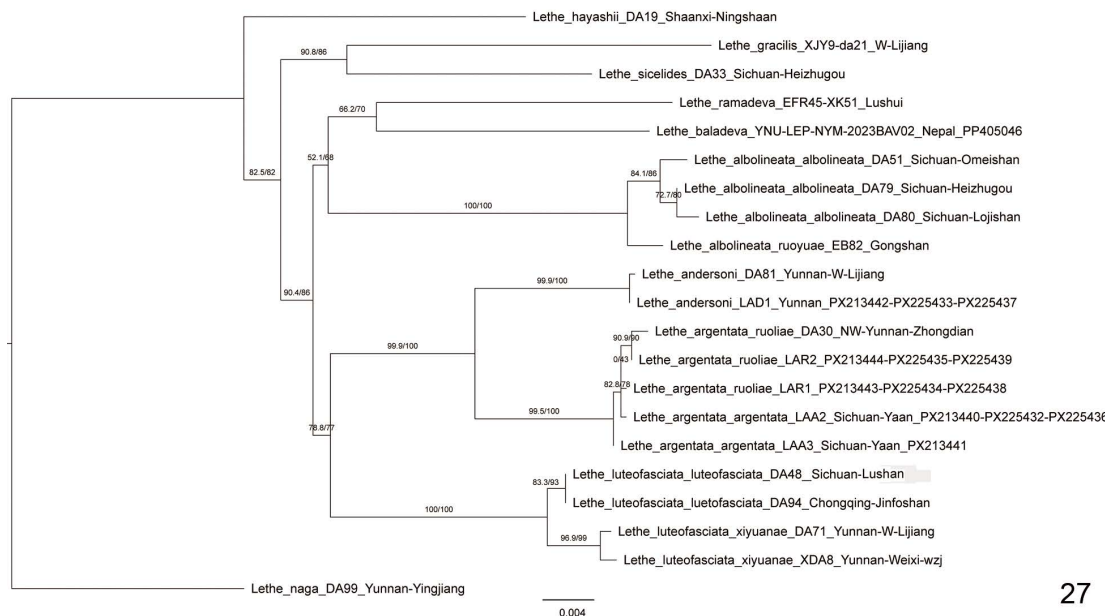 Lethe_hayashii_DA19_Shaanxi-Ningshaan
90.8/86
Lethe_gracilis_XJY9-da21_W-Lijiang
Lethe_sicelides_DA33_Sichuan-Heizhugou
66.2/70
Lethe_ramadeva_EFR45-XK51_Lushui
Lethe_baladeva_YNU-LEP-NYM-2023BAV02_Nepal_PP405046
52.1/68
82.5/82
84.1/86
Lethe_albolineata_albolineata_DA51_Sichuan-Omeishan
72.7/80
Lethe_albolineata_albolineata_DA79_Sichuan-Heizhugou
100/100
Lethe_albolineata_albolineata_DA80_Sichuan-Lojishan
Lethe_albolineata_ruoyuae_EB82_Gongshan
90.4/86
99.9/100
Lethe_andersoni_DA81_Yunnan-W-Lijiang
Lethe_andersoni_LAD1_Yunnan_PX213442-PX225433-PX225437
99.9/100
90.9/90
Lethe_argentata_ruoliae_DA30_NW-Yunnan-Zhongdian
0/43
Lethe_argentata_ruoliae_LAR2_PX213444-PX225435-PX225439
82.8/78
Lethe_argentata_ruoliae_LAR1_PX213443-PX225434-PX225438
99.5/100
Lethe_argentata_argentata_LAA2_Sichuan-Yaan_PX213440-PX225432-PX225436
Lethe_argentata_argentata_LAA3_Sichuan-Yaan_PX213441
78.8/77
83.3/93
Lethe_luteofasciata_luteofasciata_DA48_Sichuan-Lushan
Lethe_luteofasciata_luetofasciata_DA94_Chongqing-Jinfoshan
100/100
96.9/99
Lethe_luteofasciata_xiyuanae_DA71_Yunnan-W-Lijiang
Lethe_luteofasciata_xiyuanae_XDA8_Yunnan-Weixi-wzj
Lethe_naga_DA99_Yunnan-Yingjiang
0.004
27